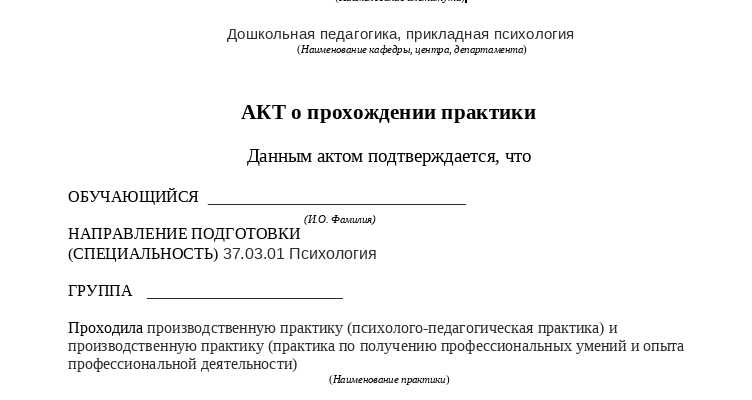 Дошкольная педагогика, прикладная психология
(Наименование кафедры, центра, департамента)
АКТ о прохождении практики
Данным актом подтверждается, что
ОБУЧАЮЩИЙСЯ ______________________________
(И.О. Фамилия)
НАПРАВЛЕНИЕ ПОДГОТОВКИ
(СПЕЦИАЛЬНОСТЬ) 37.03.01 Психология
ГРУППА _______________________
Проходила производственную практику (психолого-педагогическая практика) и
производственную практику (практика по получению профессиональных умений и опыта
профессиональной деятельности)
(Наименование практики)